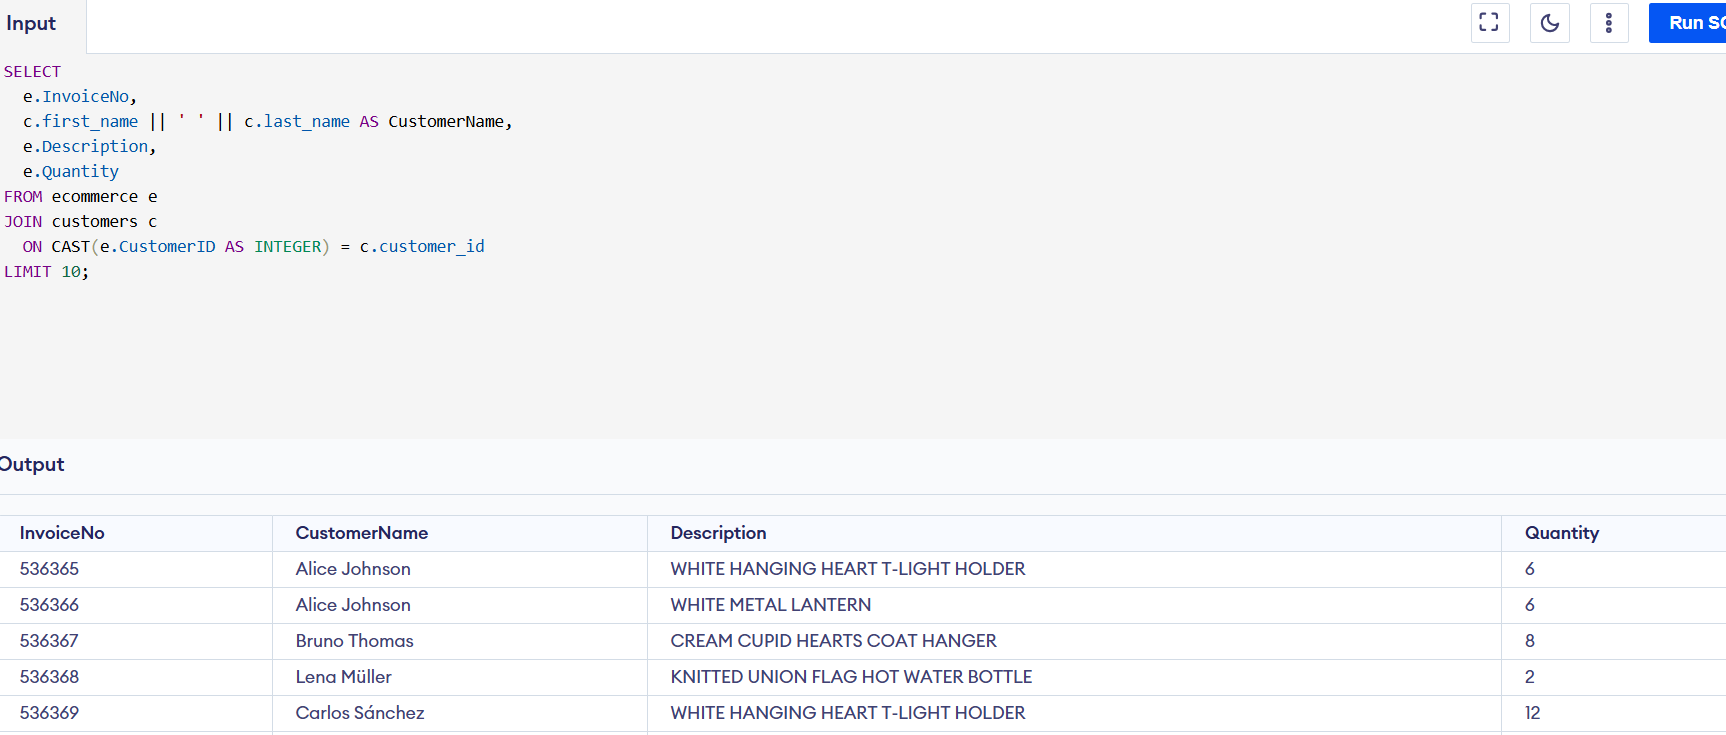 Input
Run SQ
SELECT
e.InvoiceNo,
c.first_name || ' ' || c.last_name AS CustomerName,
e.Description,
e.Quantity
FROM ecommerce e
JOIN customers c
ON CAST(e.CustomerID AS INTEGER) = c.customer_id
LIMIT 10;
Output
InvoiceNo CustomerName Description Quantity
536365 Alice Johnson WHITE HANGING HEART T-LIGHT HOLDER 6
536366 Alice Johnson WHITE METAL LANTERN 6
536367 Bruno Thomas CREAM CUPID HEARTS COAT HANGER 8
536368 Lena Müller KNITTED UNION FLAG HOT WATER BOTTLE 2
536369 Carlos Sánchez WHITE HANGING HEART T-LIGHT HOLDER 12